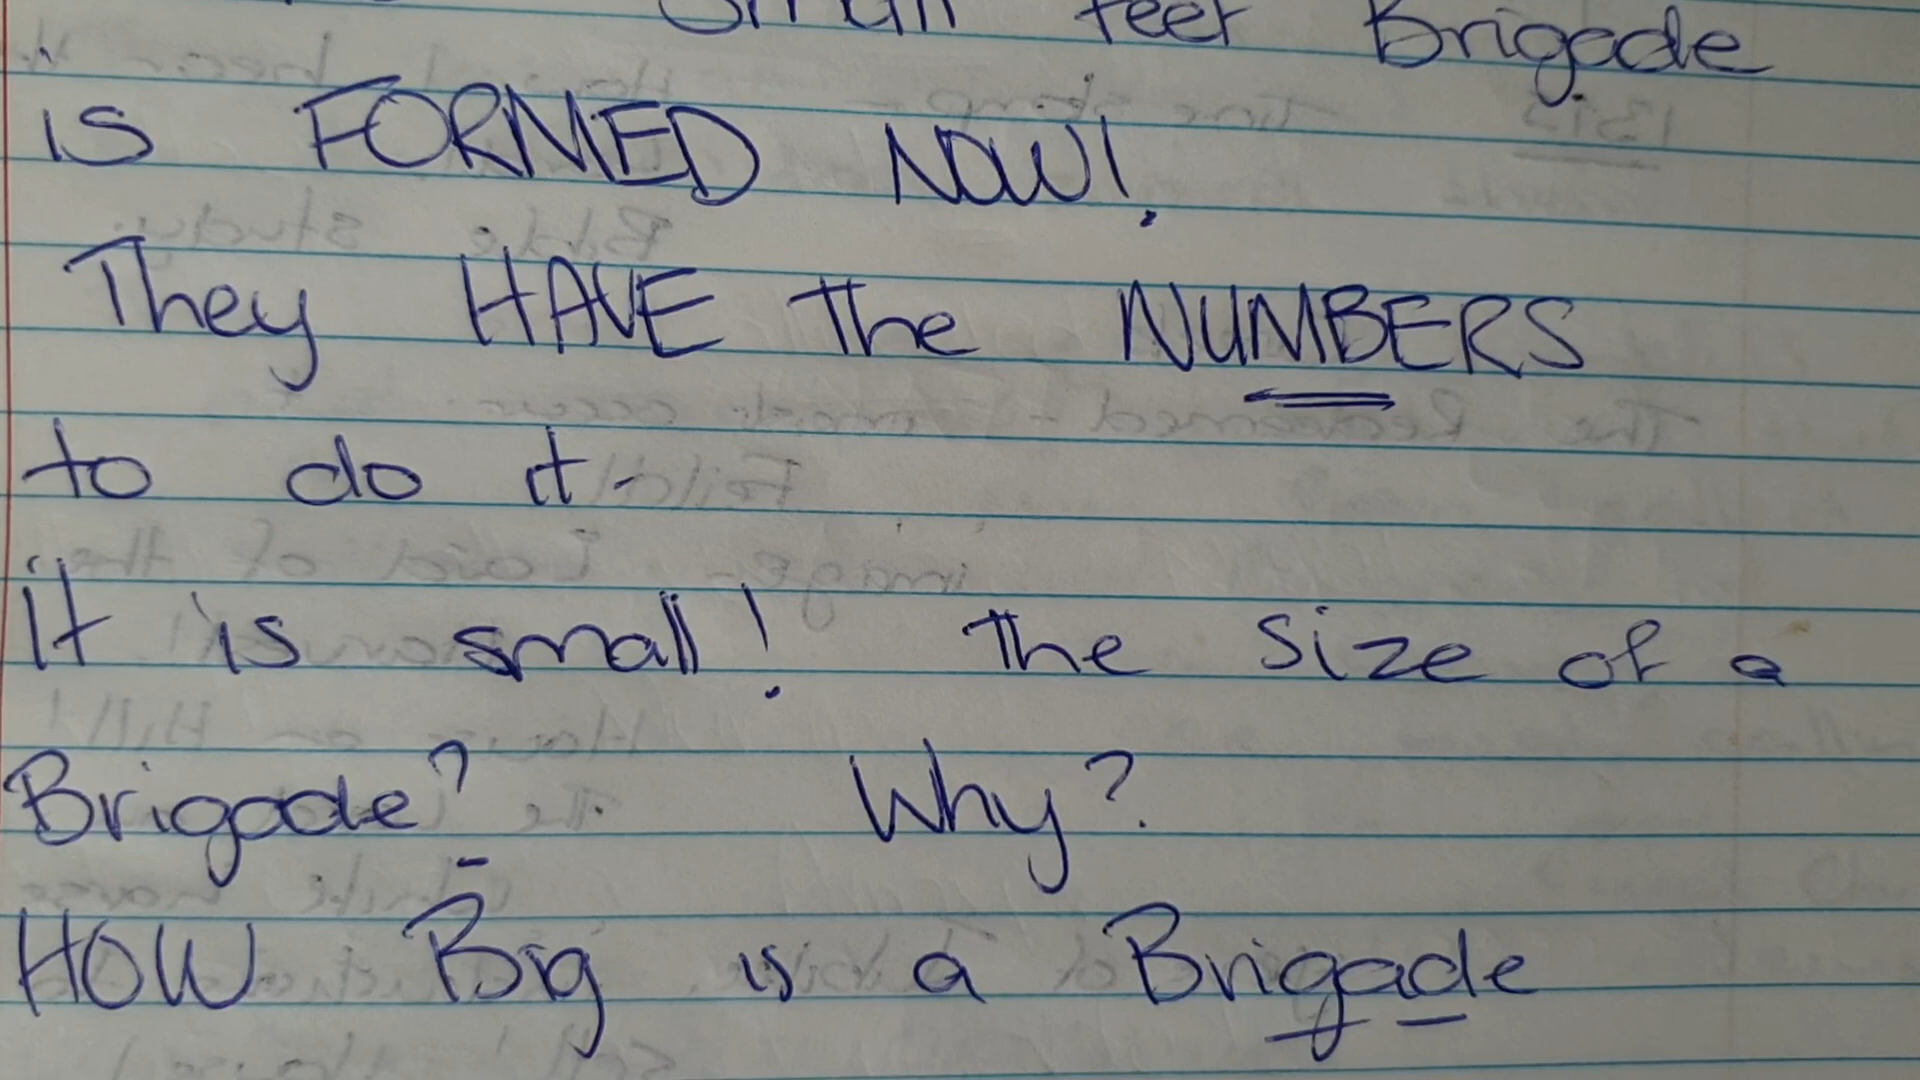 Small feet Brigade
is FORMED NOW!
They HAVE the NUMBERS
to do it-
it is small! The size of a
Brigade? Why?
HOW Big is a Brigade